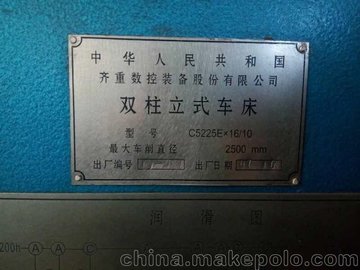 中华人民共和国
齐重数控装备股份有限公司
双柱立式车床
型号 C5225E×16/10
最大车削直径 2500 mm
出厂编号 出厂日期
润滑图
200h A A C
china.makepolo.com